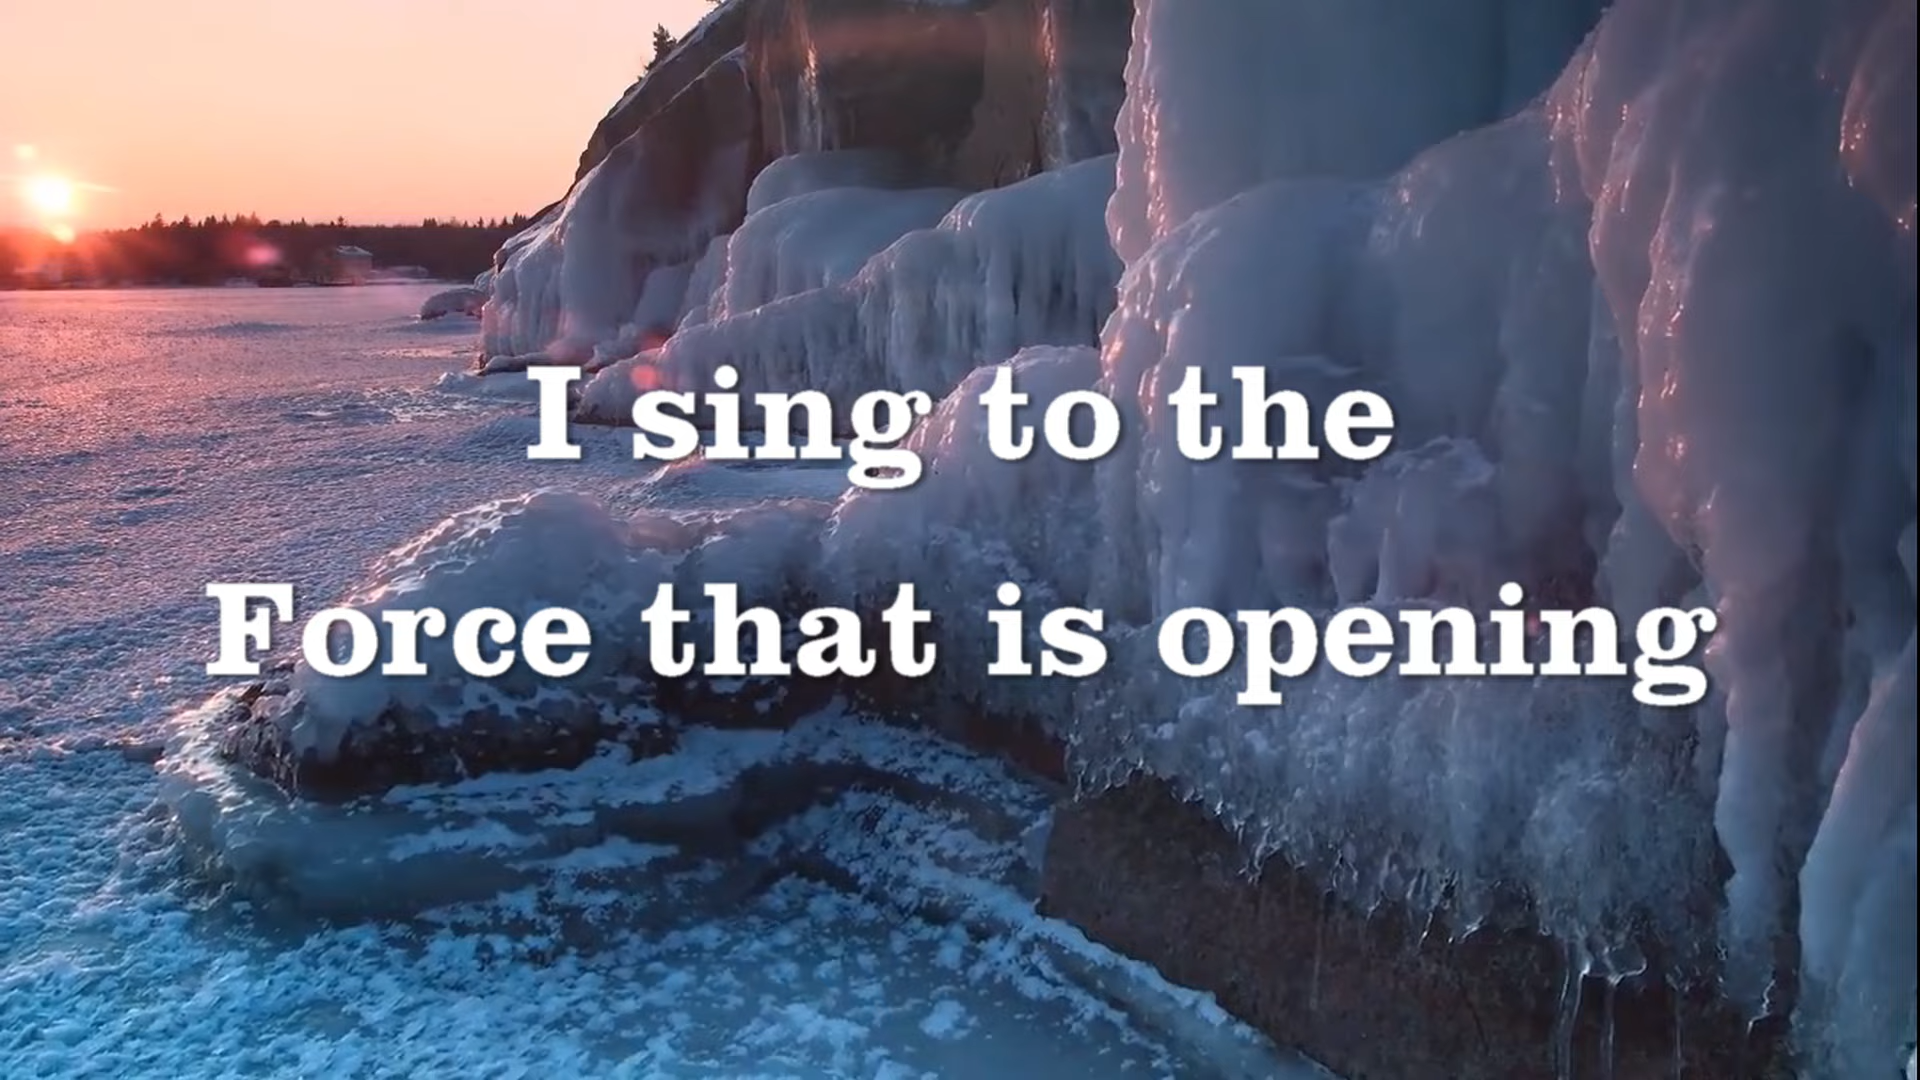 I sing to the
Force that is opening